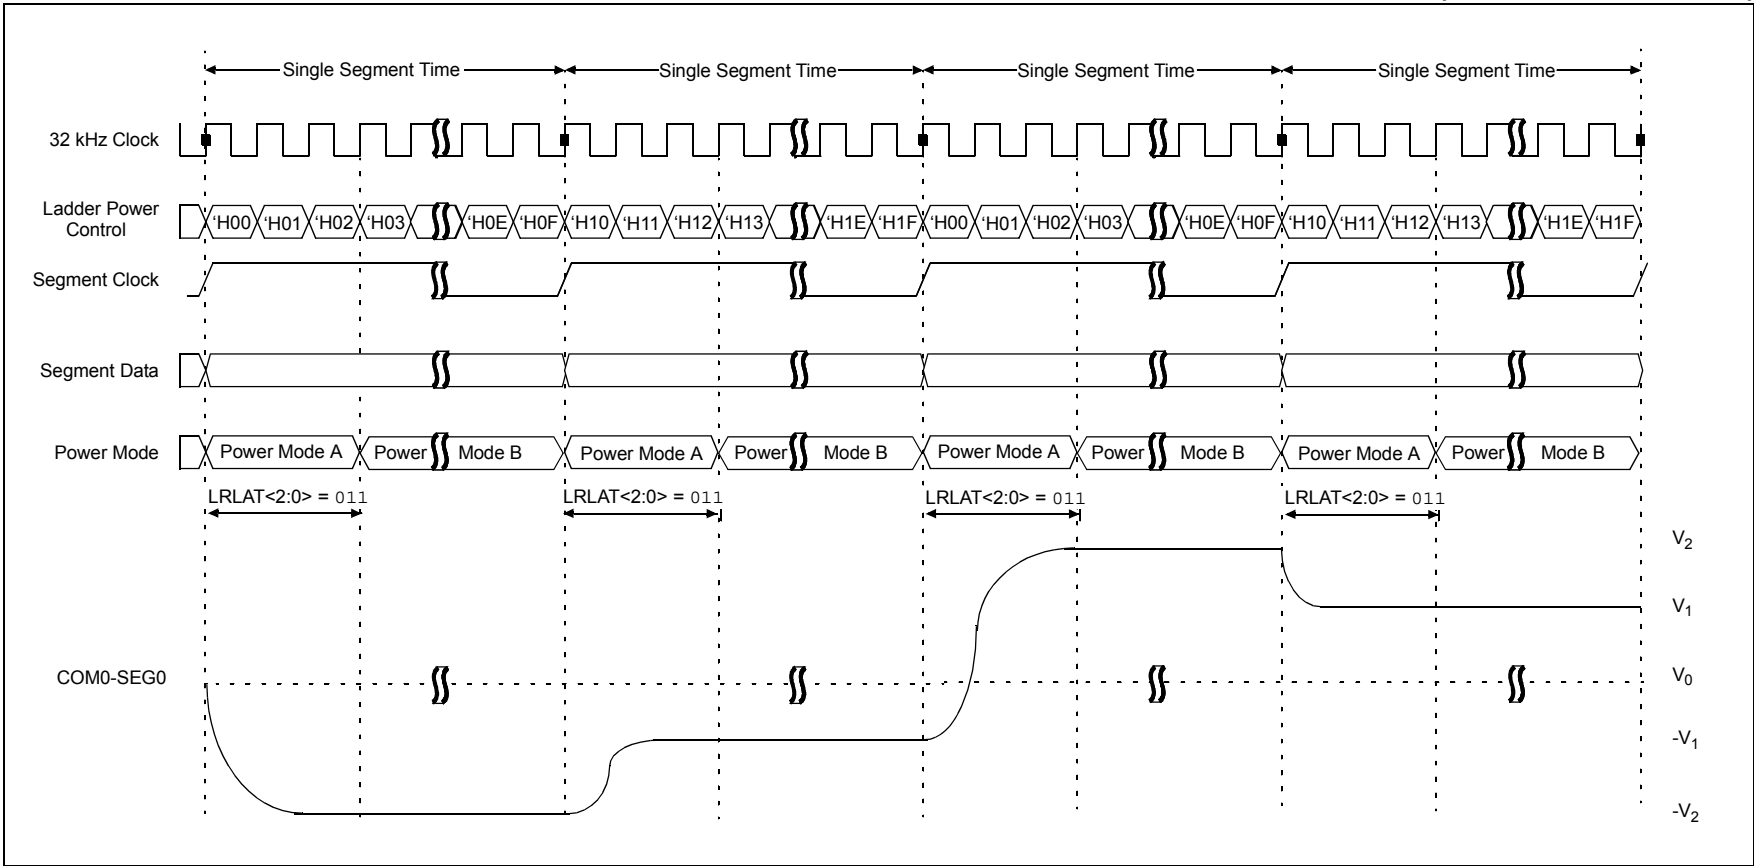 Single Segment Time Single Segment Time Single Segment Time Single Segment Time
32 kHz Clock
Ladder Power
Control
‘H00 ‘H01 ‘H02 ‘H03 ‘H0E ‘H0F ‘H10 ‘H11 ‘H12 ‘H13 ‘H1E ‘H1F ‘H00 ‘H01 ‘H02 ‘H03 ‘H0E ‘H0F ‘H10 ‘H11 ‘H12 ‘H13 ‘H1E ‘H1F
Segment Clock
Segment Data
Power Mode Power Mode A Power Mode B Power Mode A Power Mode B Power Mode A Power Mode B Power Mode A Power Mode B
LRLAT<2:0> = 011 LRLAT<2:0> = 011 LRLAT<2:0> = 011 LRLAT<2:0> = 011
V2
V1
COM0-SEG0 V0
-V1
-V2